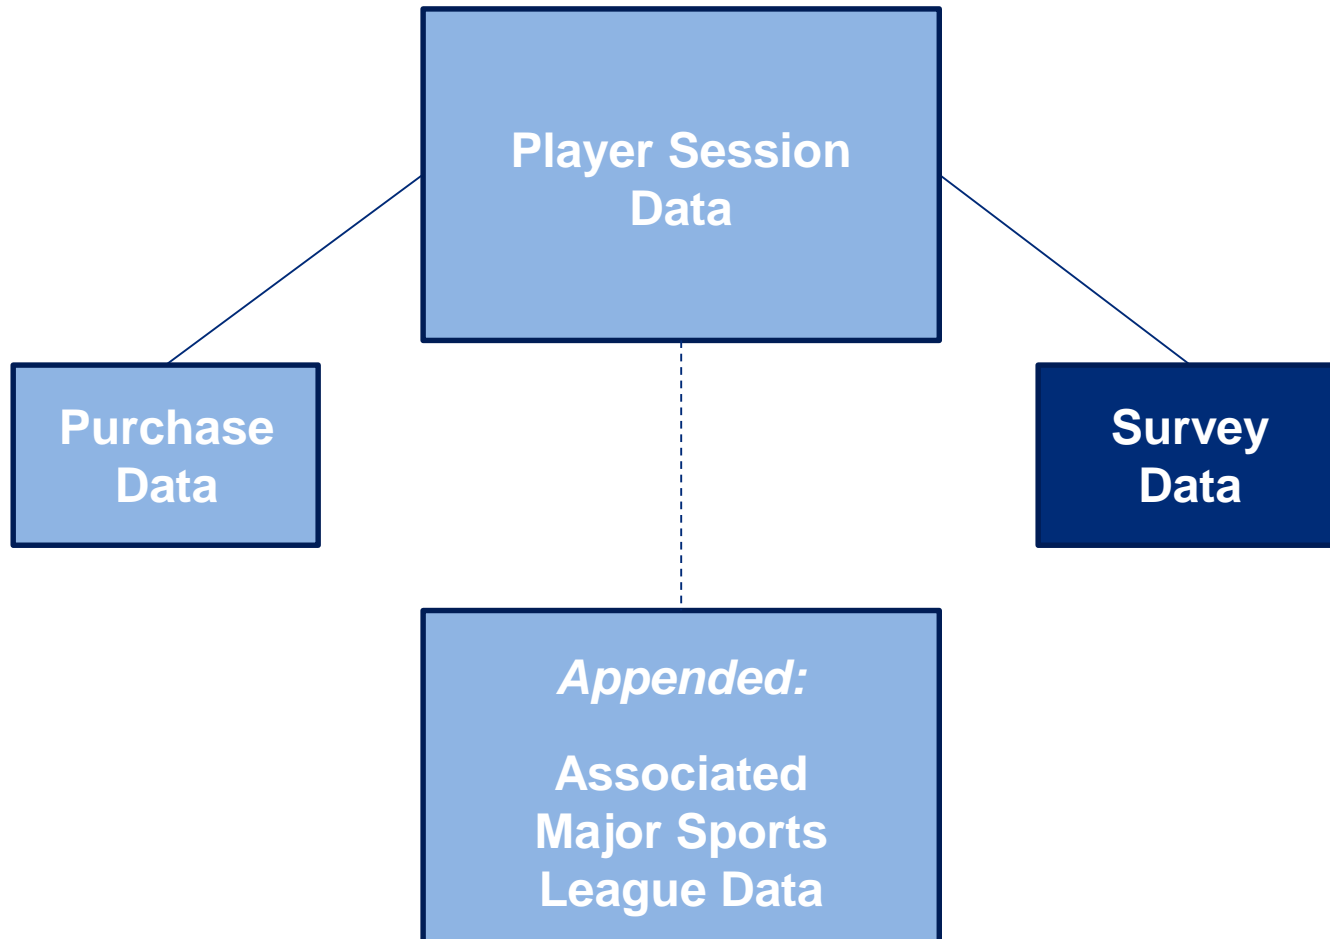 Player Session
Data
Purchase
Data
Survey
Data
Appended:
Associated
Major Sports
League Data